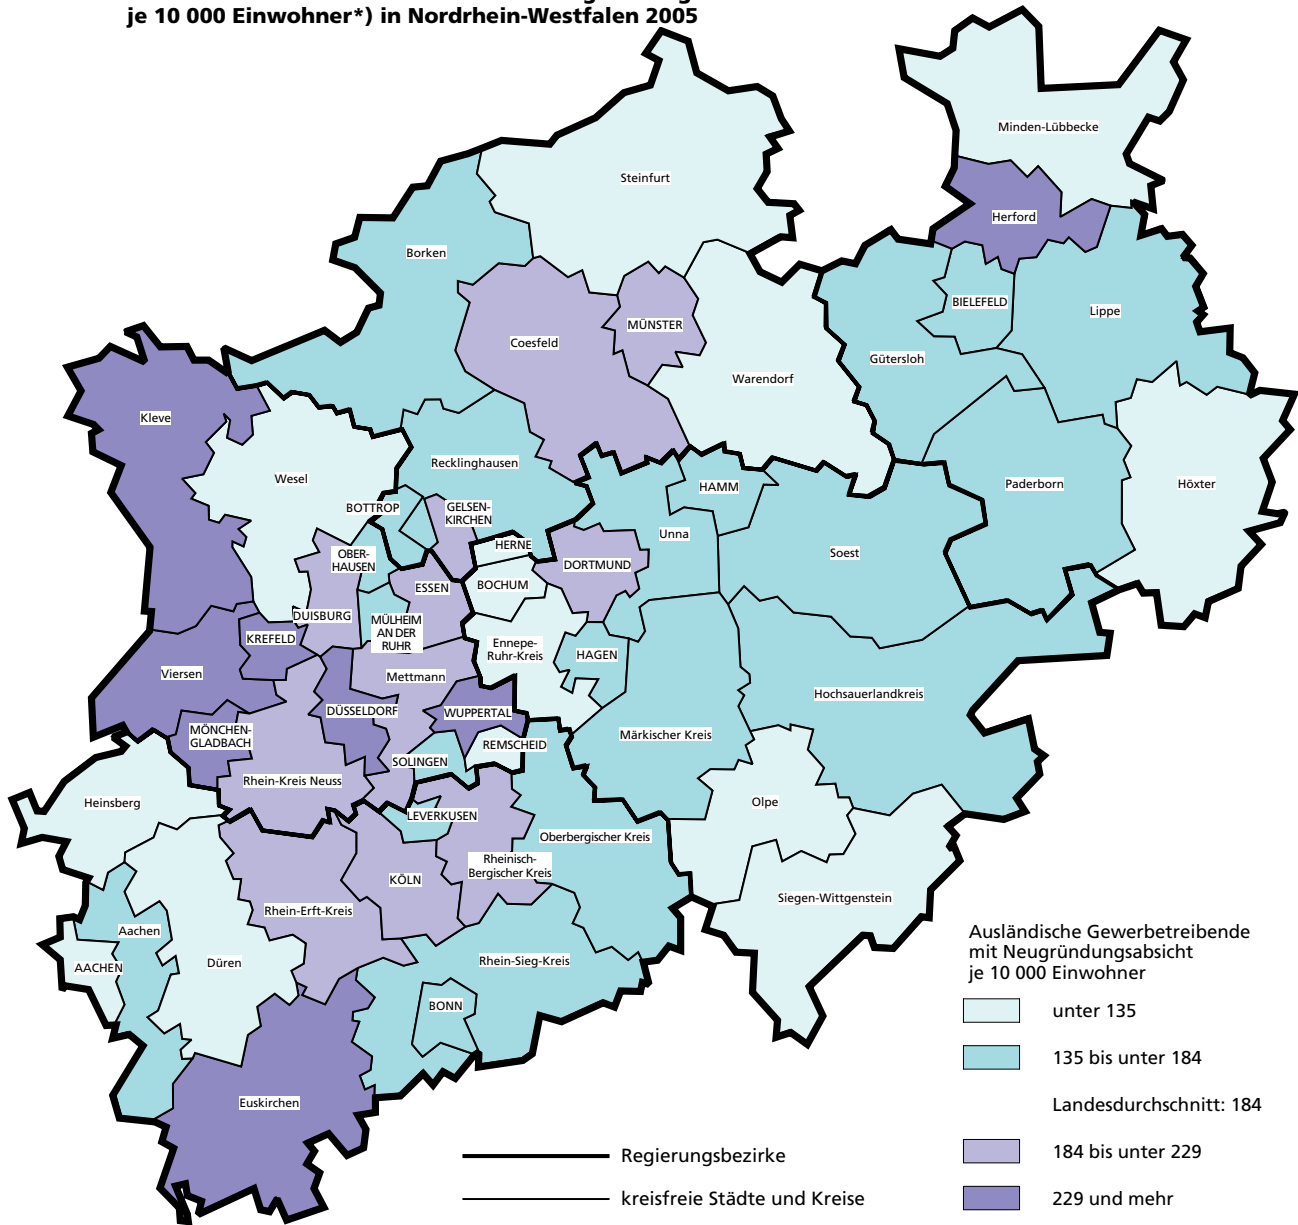 je 10 000 Einwohner*) in Nordrhein-Westfalen 2005
Minden-Lübbecke
Steinfurt
Herford
Borken
BIELEFELD
Lippe
MÜNSTER
Coesfeld
Gütersloh
Warendorf
Kleve
Recklinghausen
Wesel
Paderborn
Höxter
HAMM
BOTTROP
GELSEN-
KIRCHEN
Unna
HERNE
Soest
OBER-
HAUSEN
DORTMUND
ESSEN
BOCHUM
DUISBURG
MÜLHEIM
AN DER
RUHR
KREFELD
Ennepe-
Ruhr-Kreis
HAGEN
Viersen
Mettmann
Hochsauerlandkreis
DÜSSELDORF
WUPPERTAL
MÖNCHEN-
GLADBACH
Märkischer Kreis
REMSCHEID
SOLINGEN
Rhein-Kreis Neuss
Heinsberg
Olpe
LEVERKUSEN
Oberbergischer Kreis
Rheinisch-
Bergischer Kreis
KÖLN
Siegen-Wittgenstein
Rhein-Erft-Kreis
Aachen
AACHEN
Düren
Rhein-Sieg-Kreis
BONN
Euskirchen
Ausländische Gewerbetreibende
mit Neugründungsabsicht
je 10 000 Einwohner
unter 135
135 bis unter 184
Landesdurchschnitt: 184
184 bis unter 229
229 und mehr
Regierungsbezirke
kreisfreie Städte und Kreise